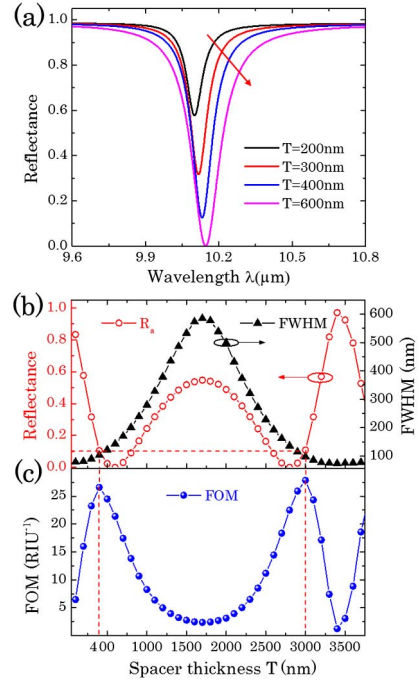 (a)
Reflectance
1.0
0.8
0.6
0.4
0.2
0.0
T=200nm
T=300nm
T=400nm
T=600nm
9.6 9.9 10.2 10.5 10.8
Wavelength λ(μm)
(b)
Reflectance
1.0
0.8
0.6
0.4
0.2
0.0
Rₐ
FWHM
600
500
400
300
200
100
FWHM (nm)
(c)
FOM (RIU⁻¹)
25
20
15
10
5
0
FOM
400 1000 1500 2000 2500 3000 3400
Spacer thickness T (nm)